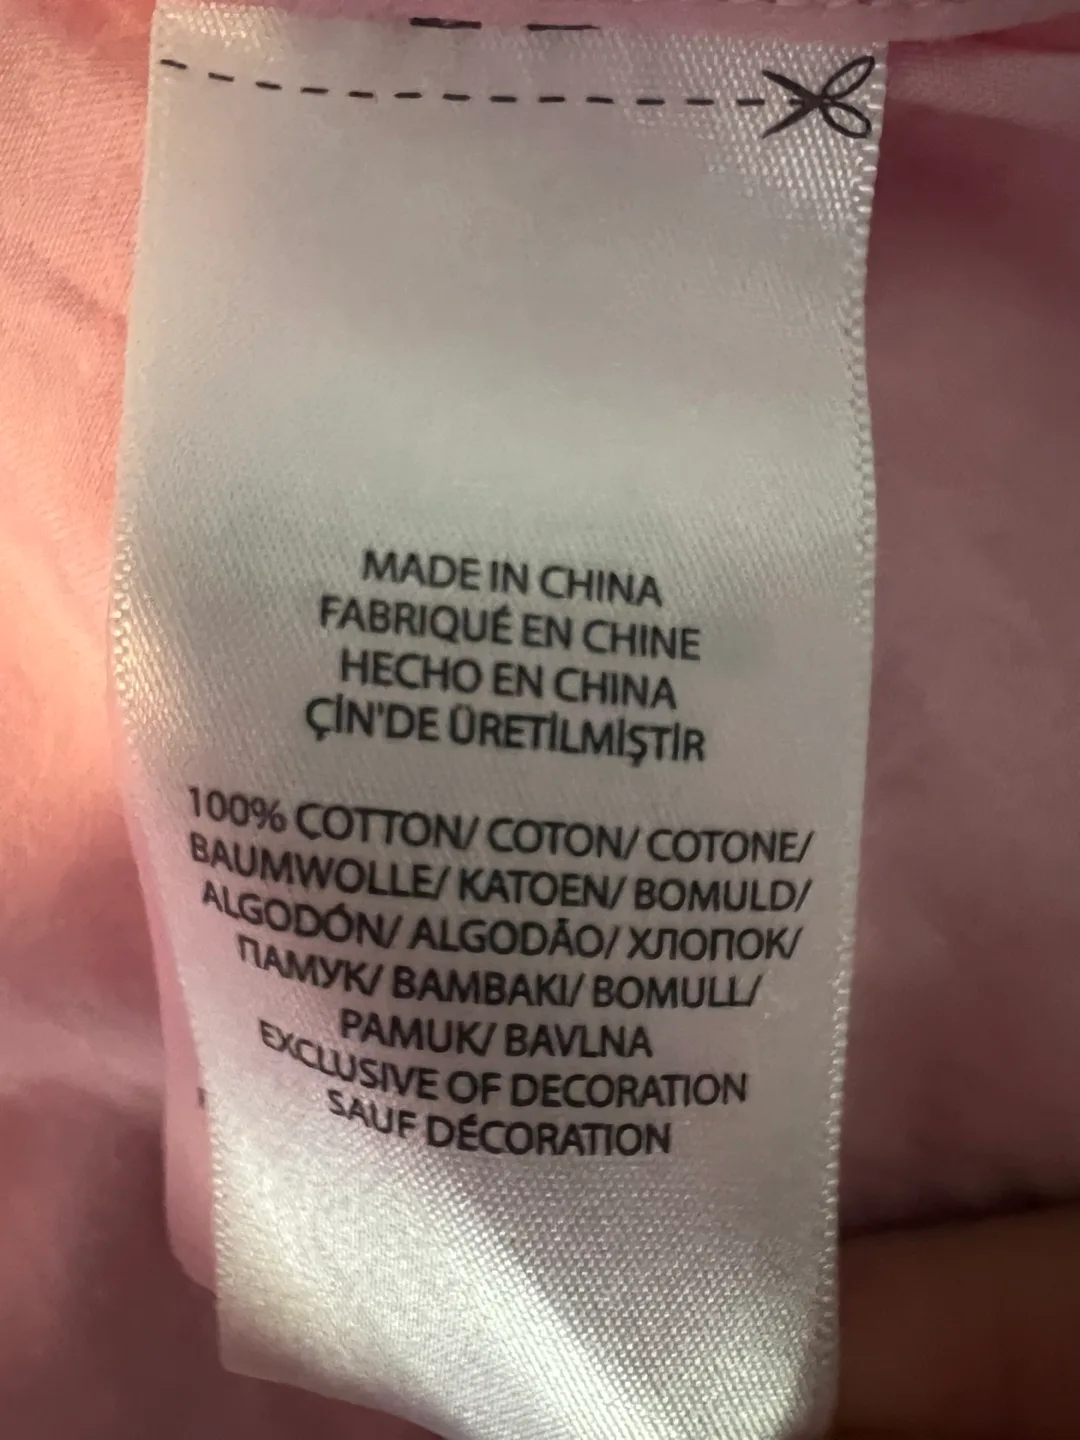 MADE IN CHINA
FABRIQUÉ EN CHINE
HECHO EN CHINA
ÇİN'DE ÜRETİLMİŞTİR
100% COTTON/ COTON/ COTONE/
BAUMWOLLE/ KATOEN/ BOMULD/
ALGODÓN/ ALGODÃO/ ХЛОПОК/
ПАМУК/ BAMBAKI/ BOMULL/
PAMUK/ BAVLNA
EXCLUSIVE OF DECORATION
SAUF DÉCORATION